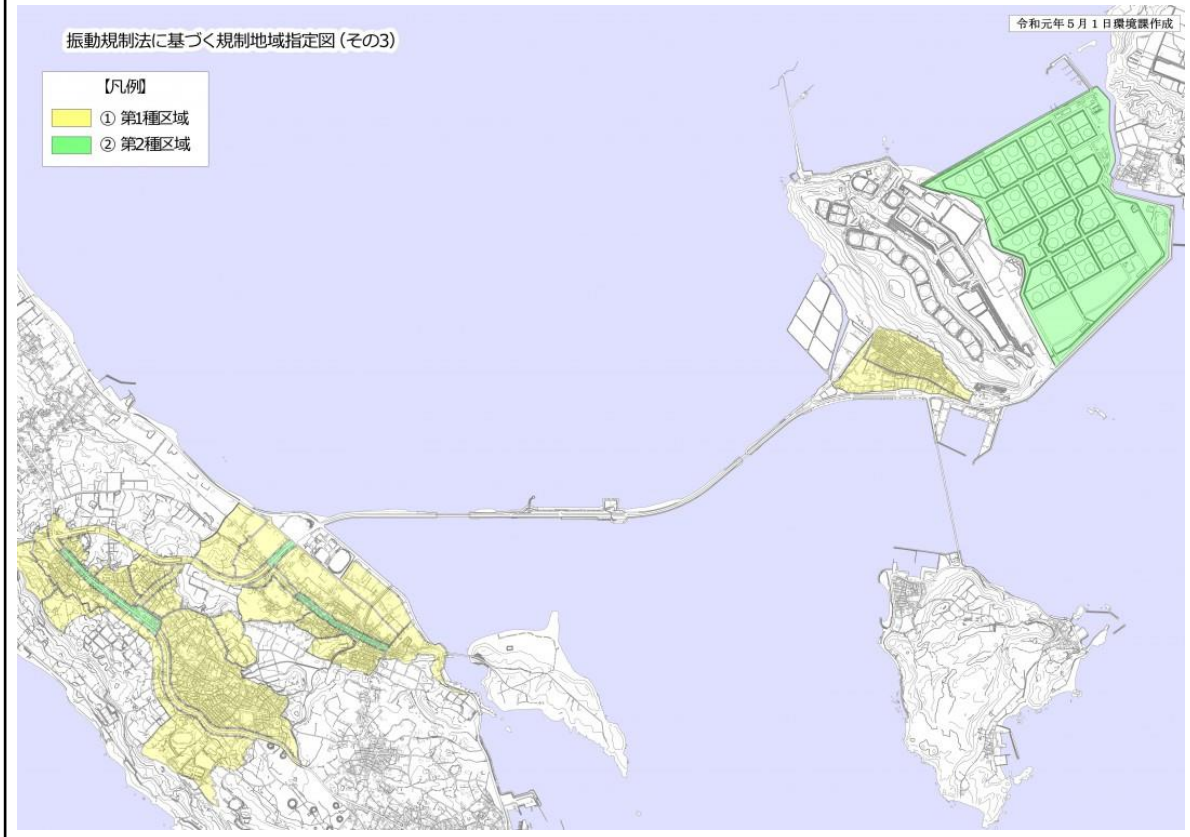 振動規制法に基づく規制地域指定図(その3)
令和元年5月1日環境課作成
【凡例】
① 第1種区域
② 第2種区域